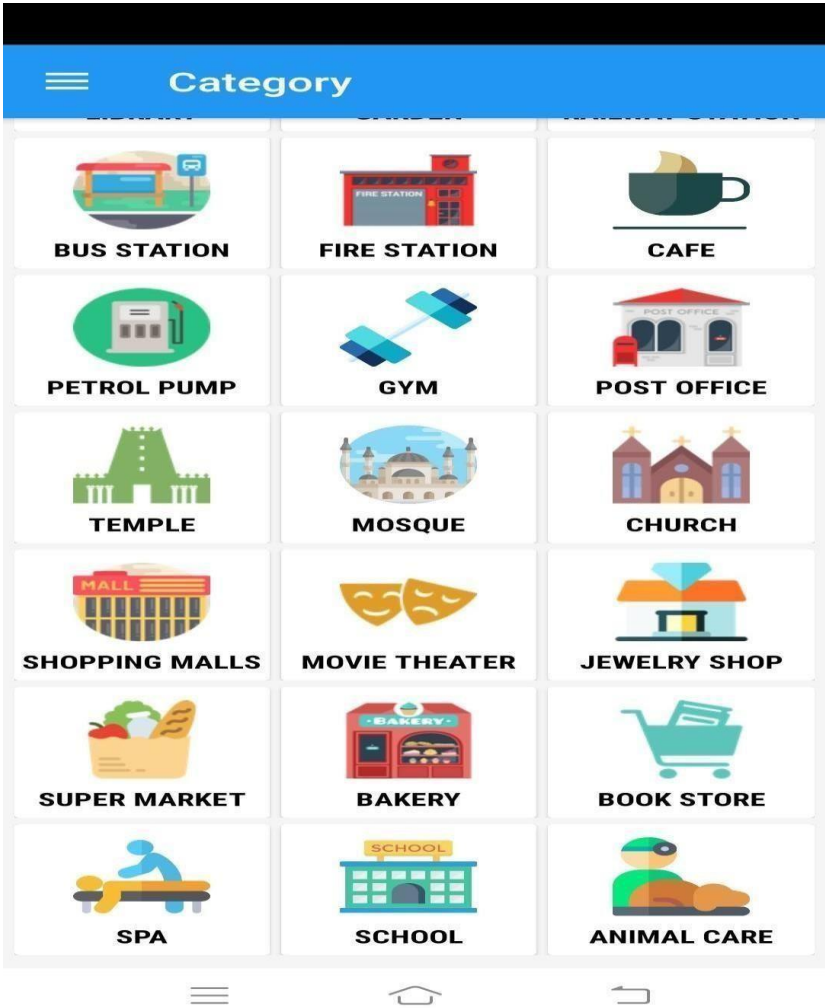 Category
BUS STATION
FIRE STATION
FIRE STATION
CAFE
PETROL PUMP
GYM
POST OFFICE
POST OFFICE
TEMPLE
MOSQUE
CHURCH
MALL
SHOPPING MALLS
MOVIE THEATER
JEWELRY SHOP
BAKERY
SUPER MARKET
BAKERY
BOOK STORE
SCHOOL
SPA
SCHOOL
ANIMAL CARE